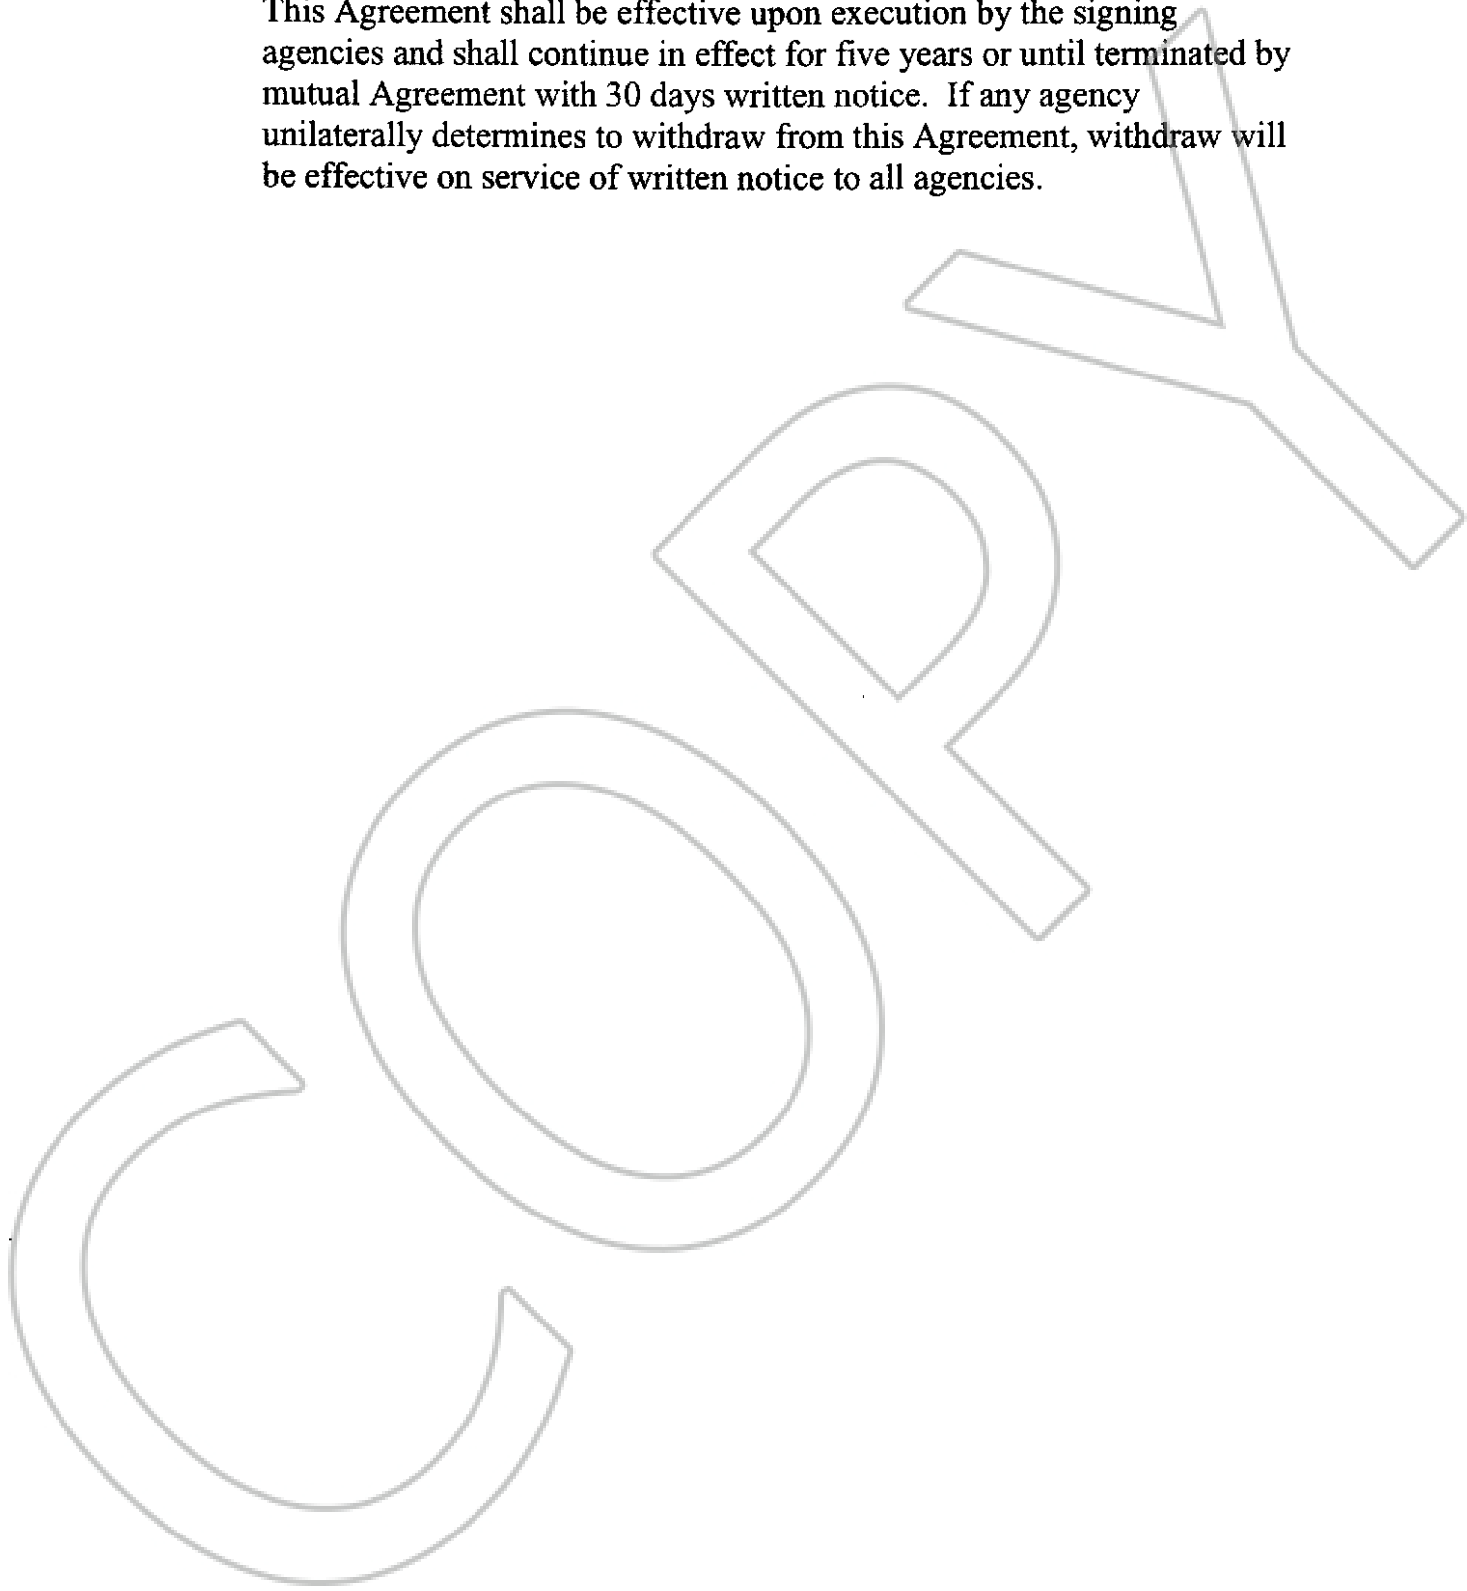 This Agreement shall be effective upon execution by the signing
agencies and shall continue in effect for five years or until terminated by
mutual Agreement with 30 days written notice.  If any agency
unilaterally determines to withdraw from this Agreement, withdraw will
be effective on service of written notice to all agencies.
COPY